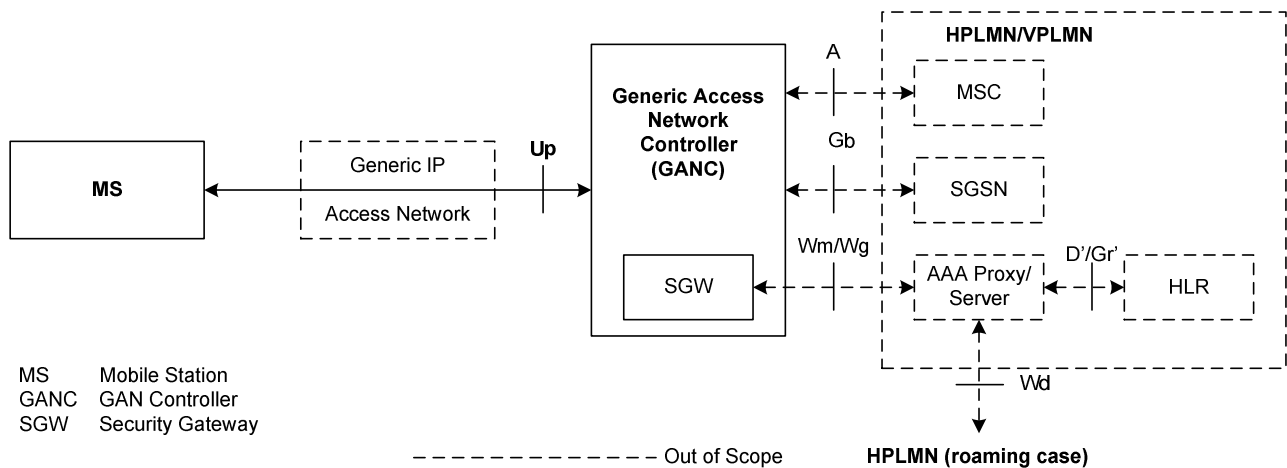 HPLMN/VPLMN
A
MSC
Generic Access
Network
Controller
(GANC)
Gb
Up
Generic IP
MS
SGSN
Access Network
Wm/Wg
D’/Gr’
SGW
AAA Proxy/
Server
HLR
MS Mobile Station
GANC GAN Controller
SGW Security Gateway
Wd
Out of Scope
HPLMN (roaming case)